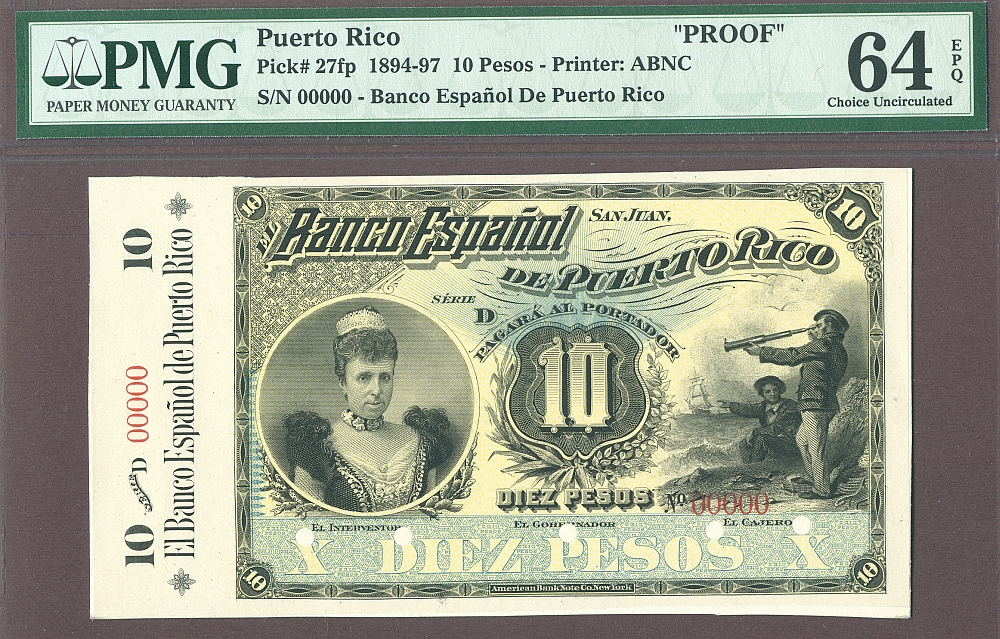 PMG
PAPER MONEY GUARANTY
Puerto Rico "PROOF"
Pick# 27fp 1894-97 10 Pesos - Printer: ABNC
S/N 00000 - Banco Español De Puerto Rico
64
EPQ
Choice Uncirculated
10 SÉRIE D 00000 10
El Banco Español de Puerto Rico
10
10
EL Banco Español
SAN JUAN,
DE PUERTO RICO
SÉRIE
D
PAGARÁ AL PORTADOR
10
DIEZ PESOS
No. 00000
EL INTERVENTOR
EL GOBERNADOR
EL CAJERO
X DIEZ PESOS X
10
10
American Bank Note Co. New York